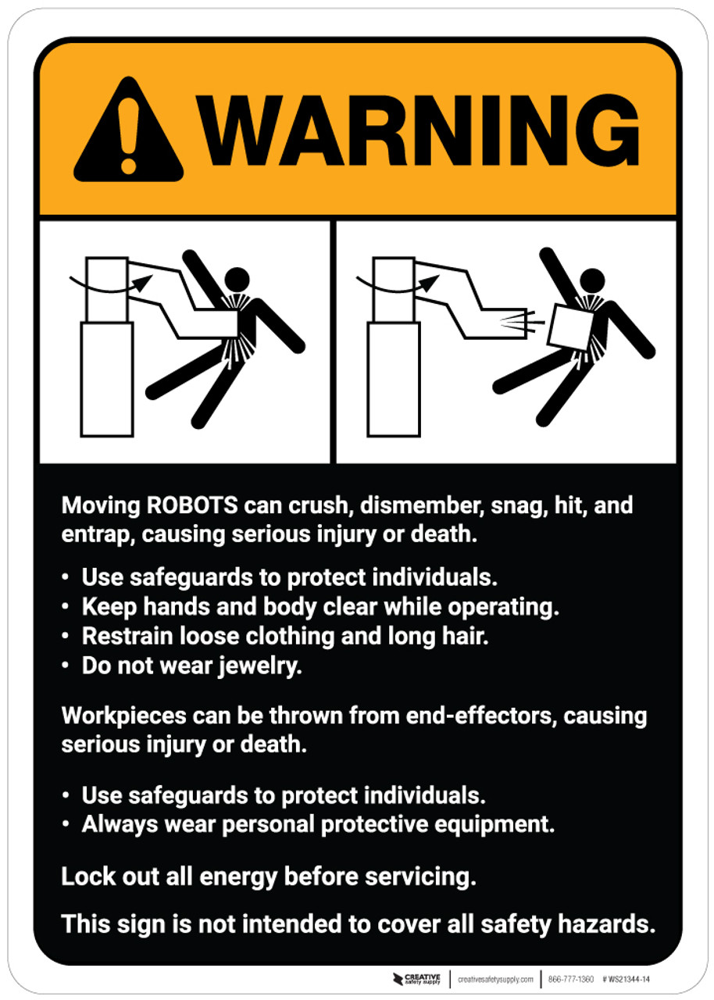 WARNING
Moving ROBOTS can crush, dismember, snag, hit, and
entrap, causing serious injury or death.
• Use safeguards to protect individuals.
• Keep hands and body clear while operating.
• Restrain loose clothing and long hair.
• Do not wear jewelry.
Workpieces can be thrown from end-effectors, causing
serious injury or death.
• Use safeguards to protect individuals.
• Always wear personal protective equipment.
Lock out all energy before servicing.
This sign is not intended to cover all safety hazards.
CREATIVE
safety supply
creativesafetysupply.com
866-777-1360
# WS21344-14